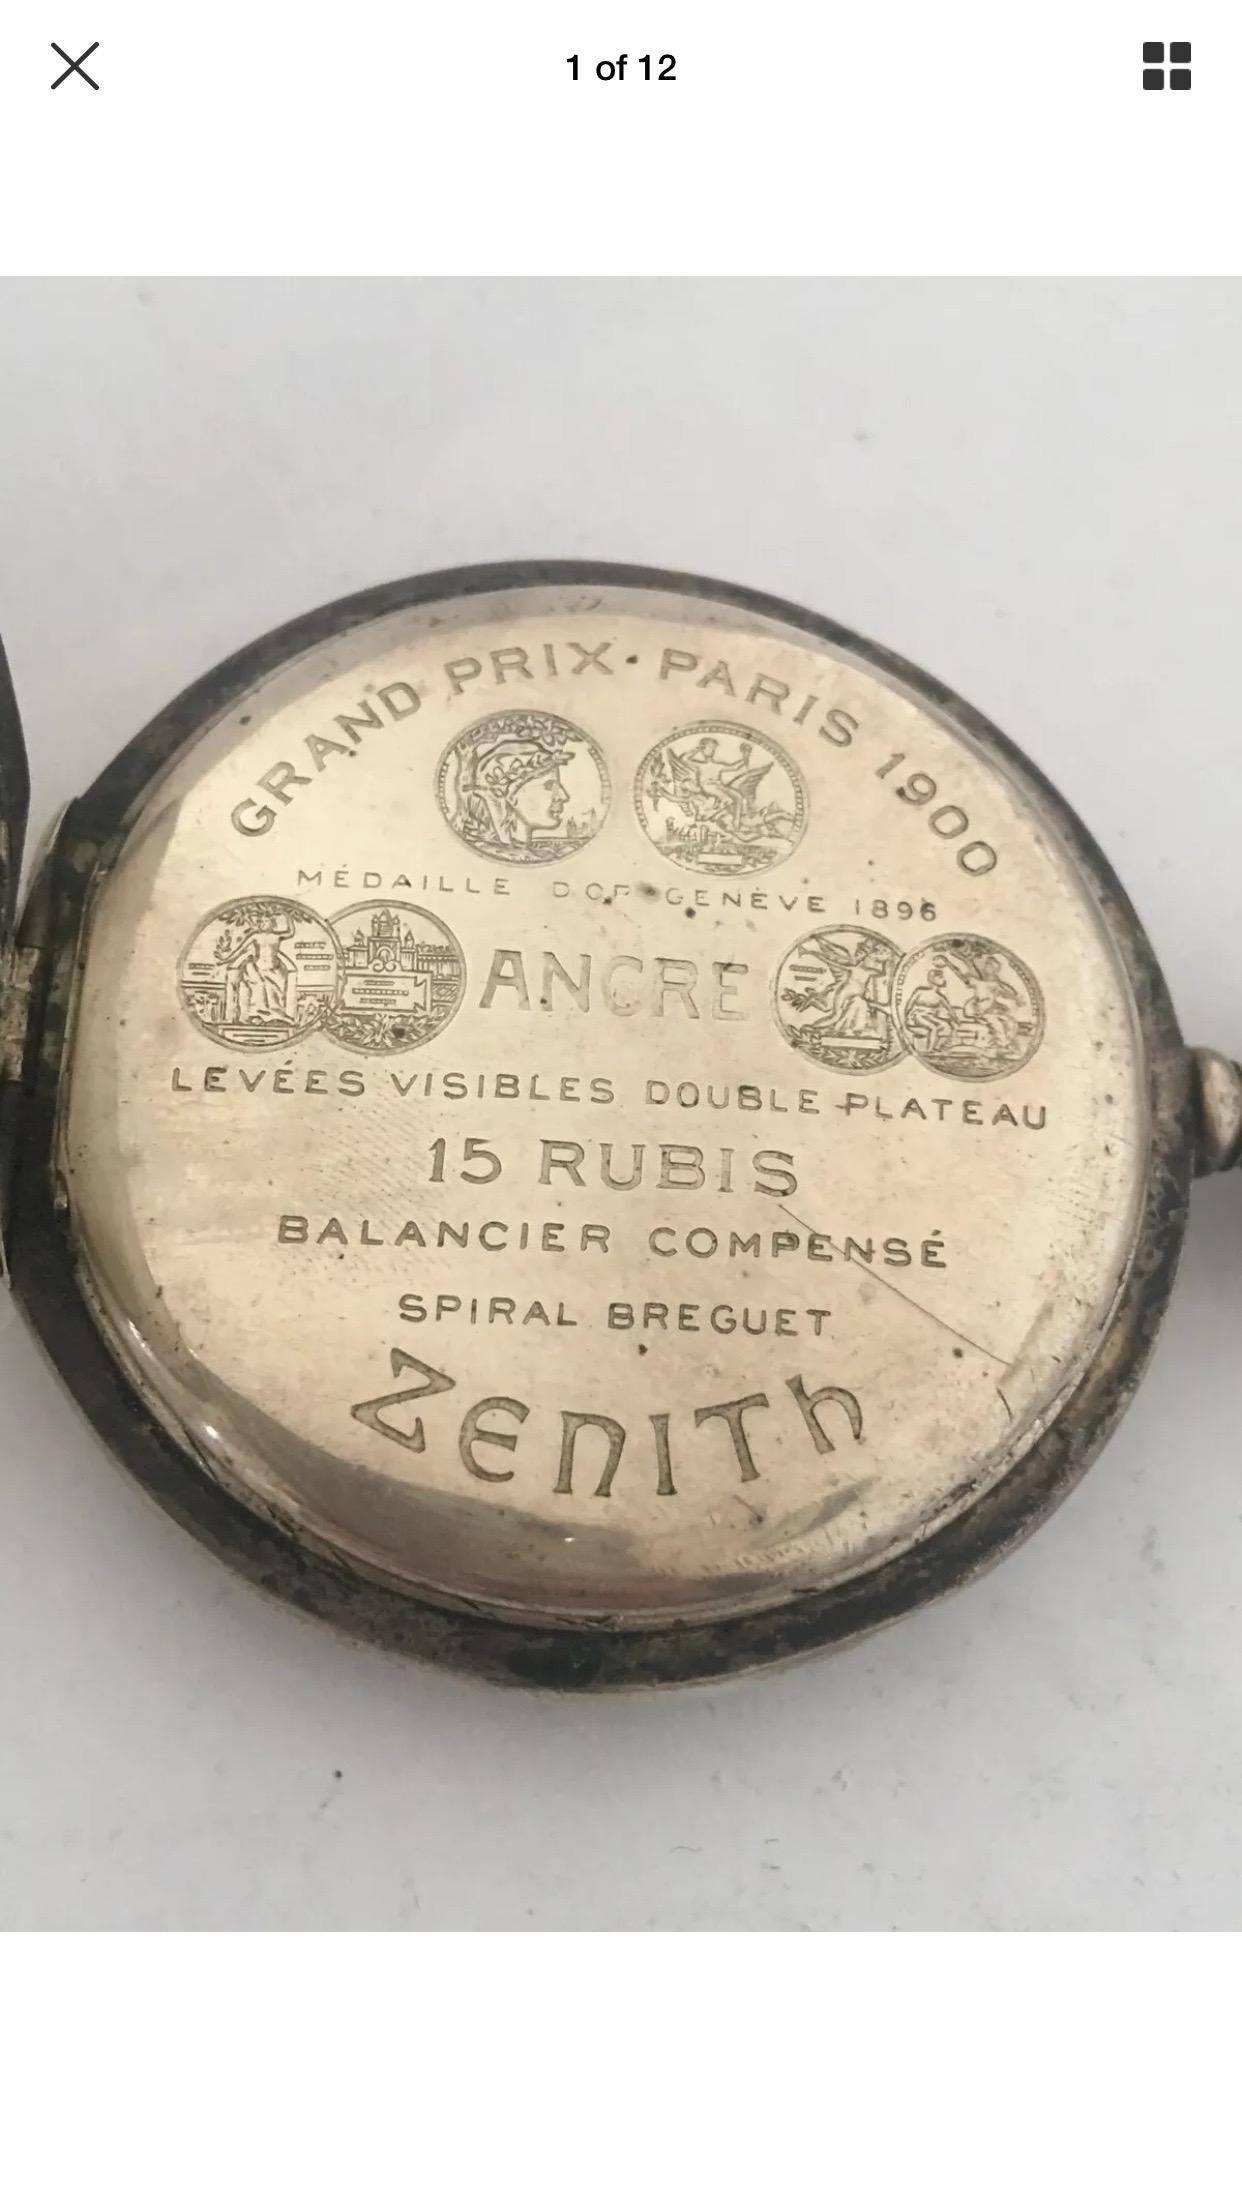 1 of 12
GRAND PRIX · PARIS 1900
MÉDAILLE D'OR GENÈVE 1896
ANCRE
LEVÉES VISIBLES DOUBLE PLATEAU
15 RUBIS
BALANCIER COMPENSÉ
SPIRAL BREGUET
ZENITH